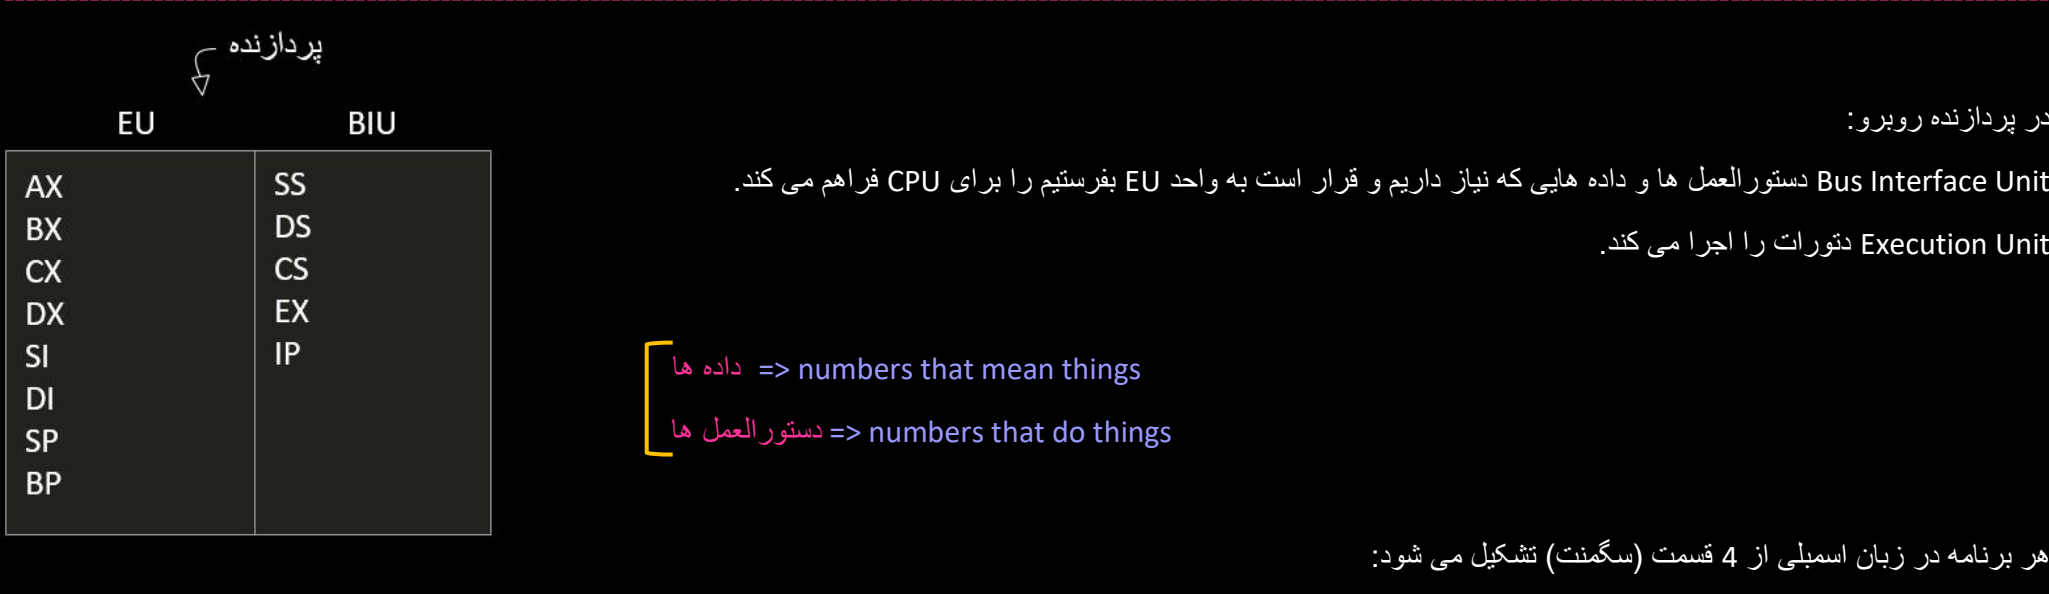 پردازنده
EU BIU
AX SS
BX DS
CX CS
DX EX
SI IP
DI
SP
BP
در پردازنده روبرو:
Bus Interface Unit دستورالعمل ها و داده هایی که نیاز داریم و قرار است به واحد EU بفرستیم را برای CPU فراهم می کند.
Execution Unit دتورات را اجرا می کند.
داده ها => numbers that mean things
دستورالعمل ها => numbers that do things
هر برنامه در زبان اسمبلی از 4 قسمت (سگمنت) تشکیل می شود: